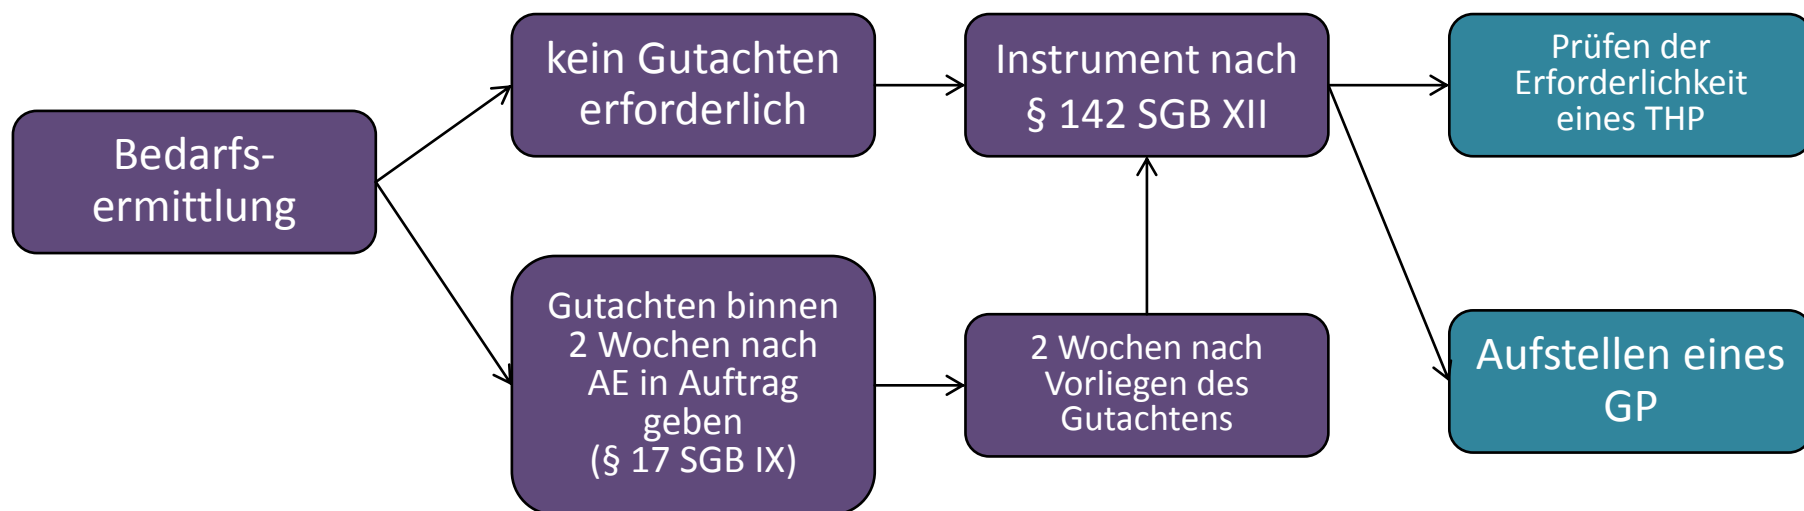 Bedarfs-
ermittlung
kein Gutachten
erforderlich
Gutachten binnen
2 Wochen nach
AE in Auftrag
geben
(§ 17 SGB IX)
Instrument nach
§ 142 SGB XII
2 Wochen nach
Vorliegen des
Gutachtens
Prüfen der
Erforderlichkeit
eines THP
Aufstellen eines
GP